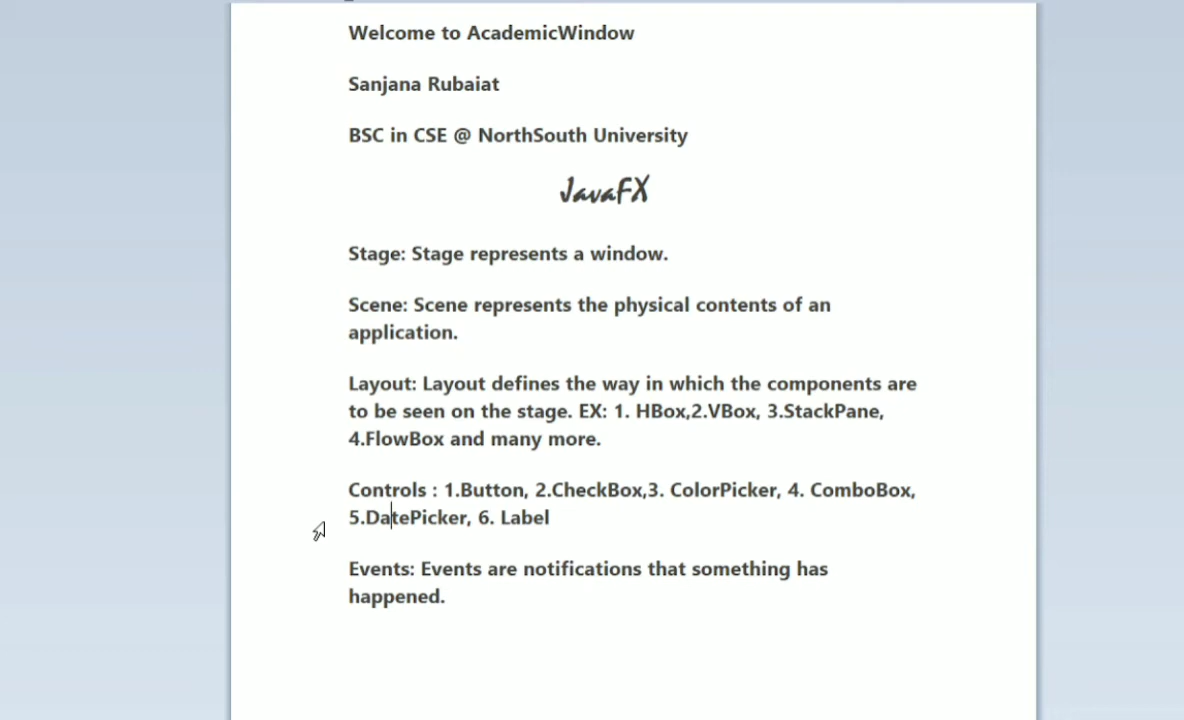 Welcome to AcademicWindow
Sanjana Rubaiat
BSC in CSE @ NorthSouth University
JavaFX
Stage: Stage represents a window.
Scene: Scene represents the physical contents of an
application.
Layout: Layout defines the way in which the components are
to be seen on the stage. EX: 1. HBox,2.VBox, 3.StackPane,
4.FlowBox and many more.
Controls : 1.Button, 2.CheckBox,3. ColorPicker, 4. ComboBox,
5.DatePicker, 6. Label
Events: Events are notifications that something has
happened.